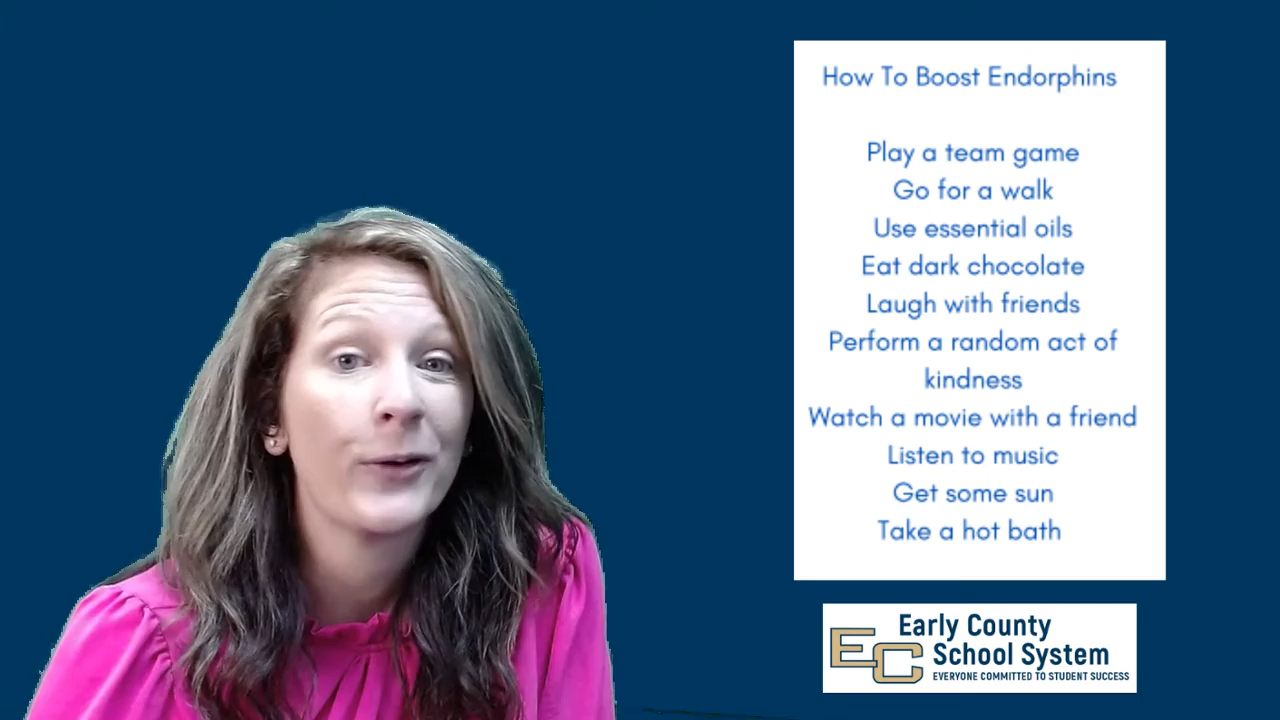 How To Boost Endorphins
Play a team game
Go for a walk
Use essential oils
Eat dark chocolate
Laugh with friends
Perform a random act of
kindness
Watch a movie with a friend
Listen to music
Get some sun
Take a hot bath
EC
Early County
School System
EVERYONE COMMITTED TO STUDENT SUCCESS